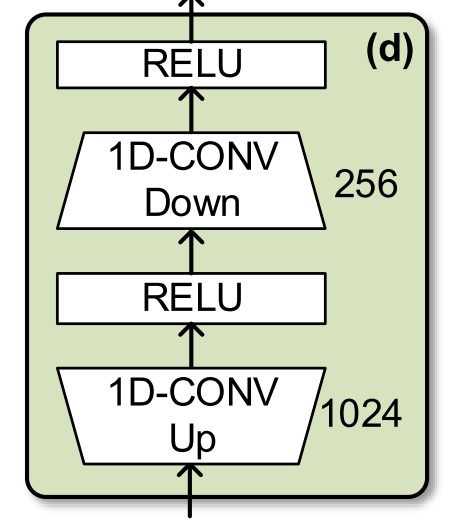 (d)
RELU
1D-CONV
Down
256
RELU
1D-CONV
Up
1024